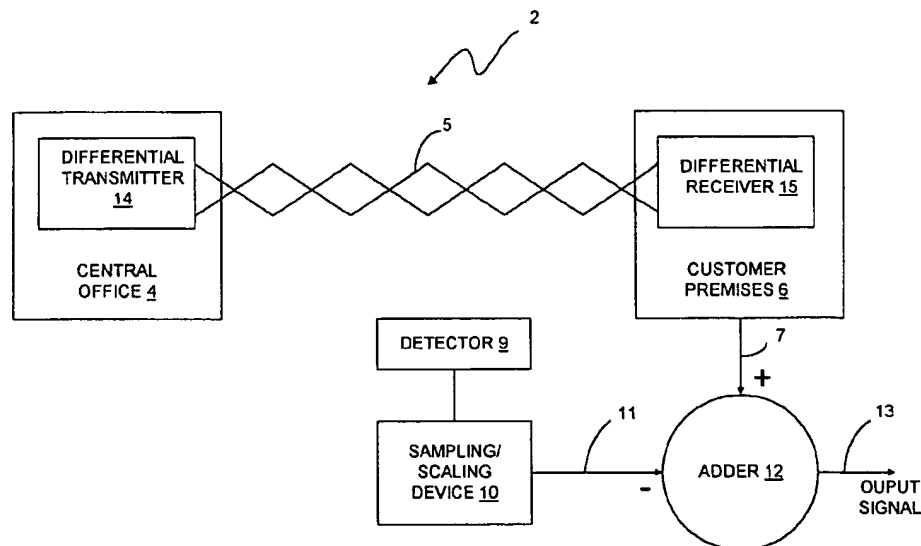 2
5
DIFFERENTIAL
TRANSMITTER
14
DIFFERENTIAL
RECEIVER 15
CENTRAL
OFFICE 4
CUSTOMER
PREMISES 6
DETECTOR 9
7
+
SAMPLING/
SCALING
DEVICE 10
11
-
ADDER 12
13
OUPUT
SIGNAL